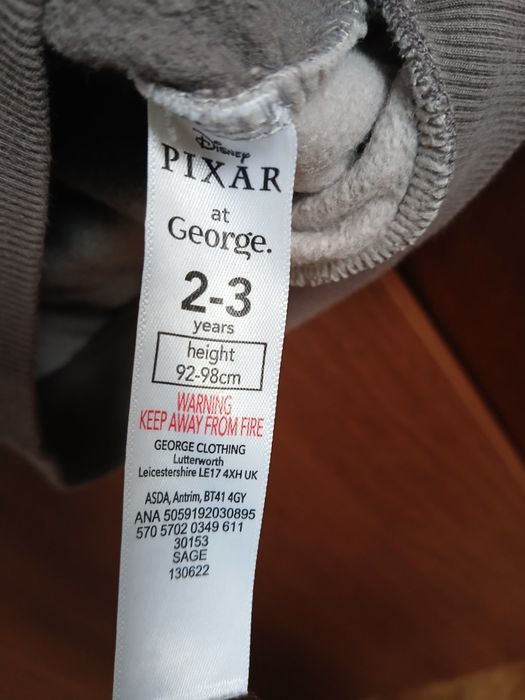 Disney
PIXAR
at
George.
2-3
years
height
92-98cm
WARNING
KEEP AWAY FROM FIRE
GEORGE CLOTHING
Lutterworth
Leicestershire LE17 4XH UK
ASDA, Antrim, BT41 4GY
ANA 5059192030895
570 5702 0349 611
30153
SAGE
130622